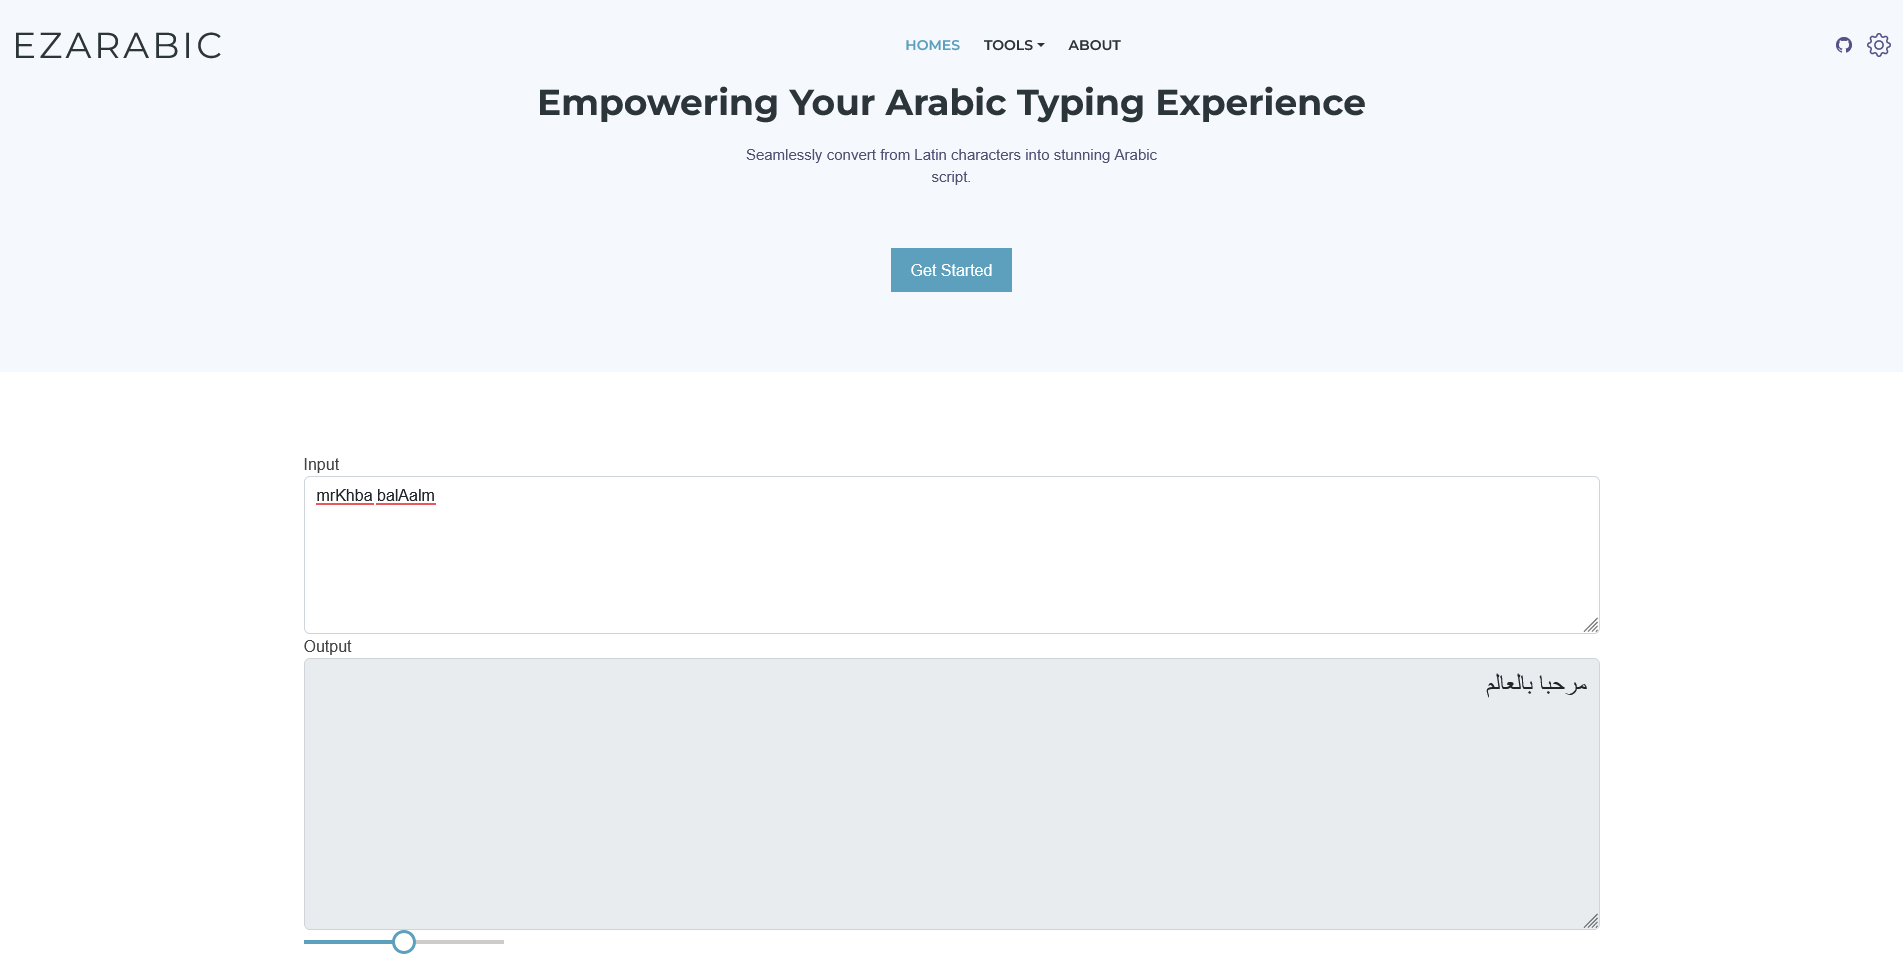 EZARABIC
HOMES TOOLS ABOUT
Empowering Your Arabic Typing Experience
Seamlessly convert from Latin characters into stunning Arabic
script.
Get Started
Input
mrKhba balAalm
Output
مرحبا بالعالم